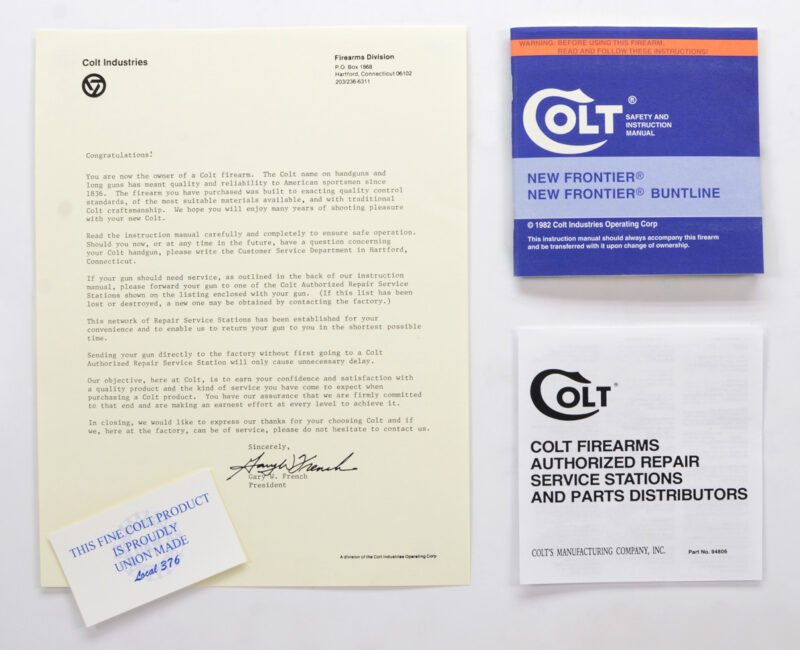 Colt Industries
Firearms Division
P.O. Box 1868
Hartford, Connecticut 06102
203/236-6311
Congratulations!
You are now the owner of a Colt firearm. The Colt name on handguns and
long guns has meant quality and reliability to American sportsmen since
1836. The firearm you have purchased was built to exacting quality control
standards, of the most suitable materials available, and with traditional
Colt craftsmanship. We hope you will enjoy many years of shooting pleasure
with your new Colt.
Read the instruction manual carefully and completely to ensure safe operation.
Should you now, or at any time in the future, have a question concerning
your Colt handgun, please write the Customer Service Department in Hartford,
Connecticut.
If your gun should need service, as outlined in the back of our instruction
manual, please forward your gun to one of the Colt Authorized Repair Service
Stations shown on the listing enclosed with your gun. (If this list has been
lost or destroyed, a new one may be obtained by contacting the factory.)
This network of Repair Service Stations has been established for your
convenience and to enable us to return your gun to you in the shortest possible
time.
Sending your gun directly to the factory without first going to a Colt
Authorized Repair Service Station will only cause unnecessary delay.
Our objective, here at Colt, is to earn your confidence and satisfaction with
a quality product and the kind of service you have come to expect when
purchasing a Colt product. You have our assurance that we are firmly committed
to that end and are making an earnest effort at every level to achieve it.
In closing, we would like to express our thanks for your choosing Colt and if
we, here at the factory, can be of service, please do not hesitate to contact us.
Sincerely,
Gary W. French
Gary W. French
President
A division of the Colt Industries Operating Corp
THIS FINE COLT PRODUCT
IS PROUDLY
UNION MADE
Local 376
WARNING: BEFORE USING THIS FIREARM,
READ AND FOLLOW THESE INSTRUCTIONS!
COLT®
SAFETY AND
INSTRUCTION
MANUAL
NEW FRONTIER®
NEW FRONTIER® BUNTLINE
© 1982 Colt Industries Operating Corp
This instruction manual should always accompany this firearm
and be transferred with it upon change of ownership.
COLT®
COLT FIREARMS
AUTHORIZED REPAIR
SERVICE STATIONS
AND PARTS DISTRIBUTORS
COLT'S MANUFACTURING COMPANY, INC.
Part No. 94806